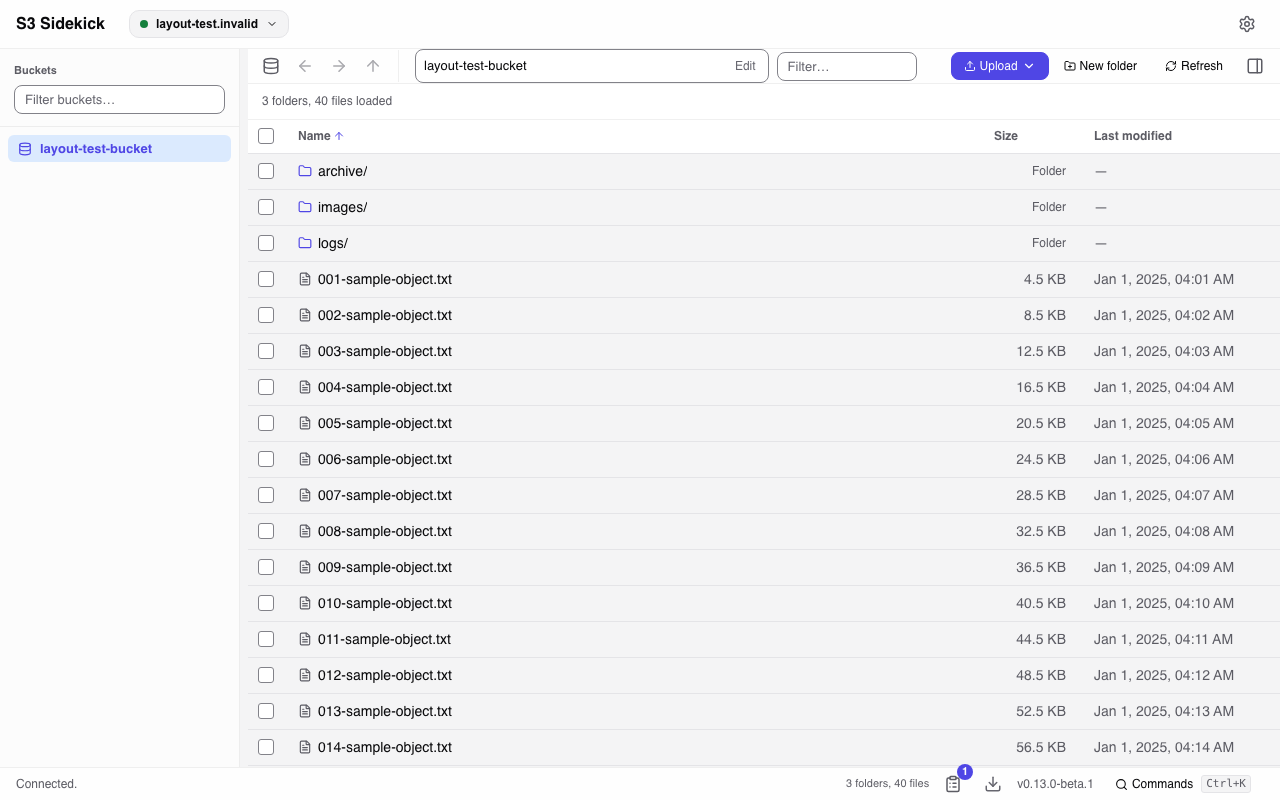 S3 Sidekick layout-test.invalid
Buckets
Filter buckets…
layout-test-bucket
layout-test-bucket Edit Filter… Upload New folder Refresh
3 folders, 40 files loaded
Name Size Last modified
archive/ Folder —
images/ Folder —
logs/ Folder —
001-sample-object.txt 4.5 KB Jan 1, 2025, 04:01 AM
002-sample-object.txt 8.5 KB Jan 1, 2025, 04:02 AM
003-sample-object.txt 12.5 KB Jan 1, 2025, 04:03 AM
004-sample-object.txt 16.5 KB Jan 1, 2025, 04:04 AM
005-sample-object.txt 20.5 KB Jan 1, 2025, 04:05 AM
006-sample-object.txt 24.5 KB Jan 1, 2025, 04:06 AM
007-sample-object.txt 28.5 KB Jan 1, 2025, 04:07 AM
008-sample-object.txt 32.5 KB Jan 1, 2025, 04:08 AM
009-sample-object.txt 36.5 KB Jan 1, 2025, 04:09 AM
010-sample-object.txt 40.5 KB Jan 1, 2025, 04:10 AM
011-sample-object.txt 44.5 KB Jan 1, 2025, 04:11 AM
012-sample-object.txt 48.5 KB Jan 1, 2025, 04:12 AM
013-sample-object.txt 52.5 KB Jan 1, 2025, 04:13 AM
014-sample-object.txt 56.5 KB Jan 1, 2025, 04:14 AM
Connected. 3 folders, 40 files 1 v0.13.0-beta.1 Commands Ctrl+K